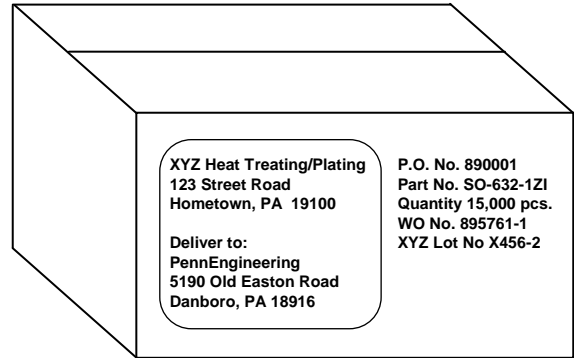 XYZ Heat Treating/Plating
123 Street Road
Hometown, PA 19100
Deliver to:
PennEngineering
5190 Old Easton Road
Danboro, PA 18916
P.O. No. 890001
Part No. SO-632-1ZI
Quantity 15,000 pcs.
WO No. 895761-1
XYZ Lot No X456-2